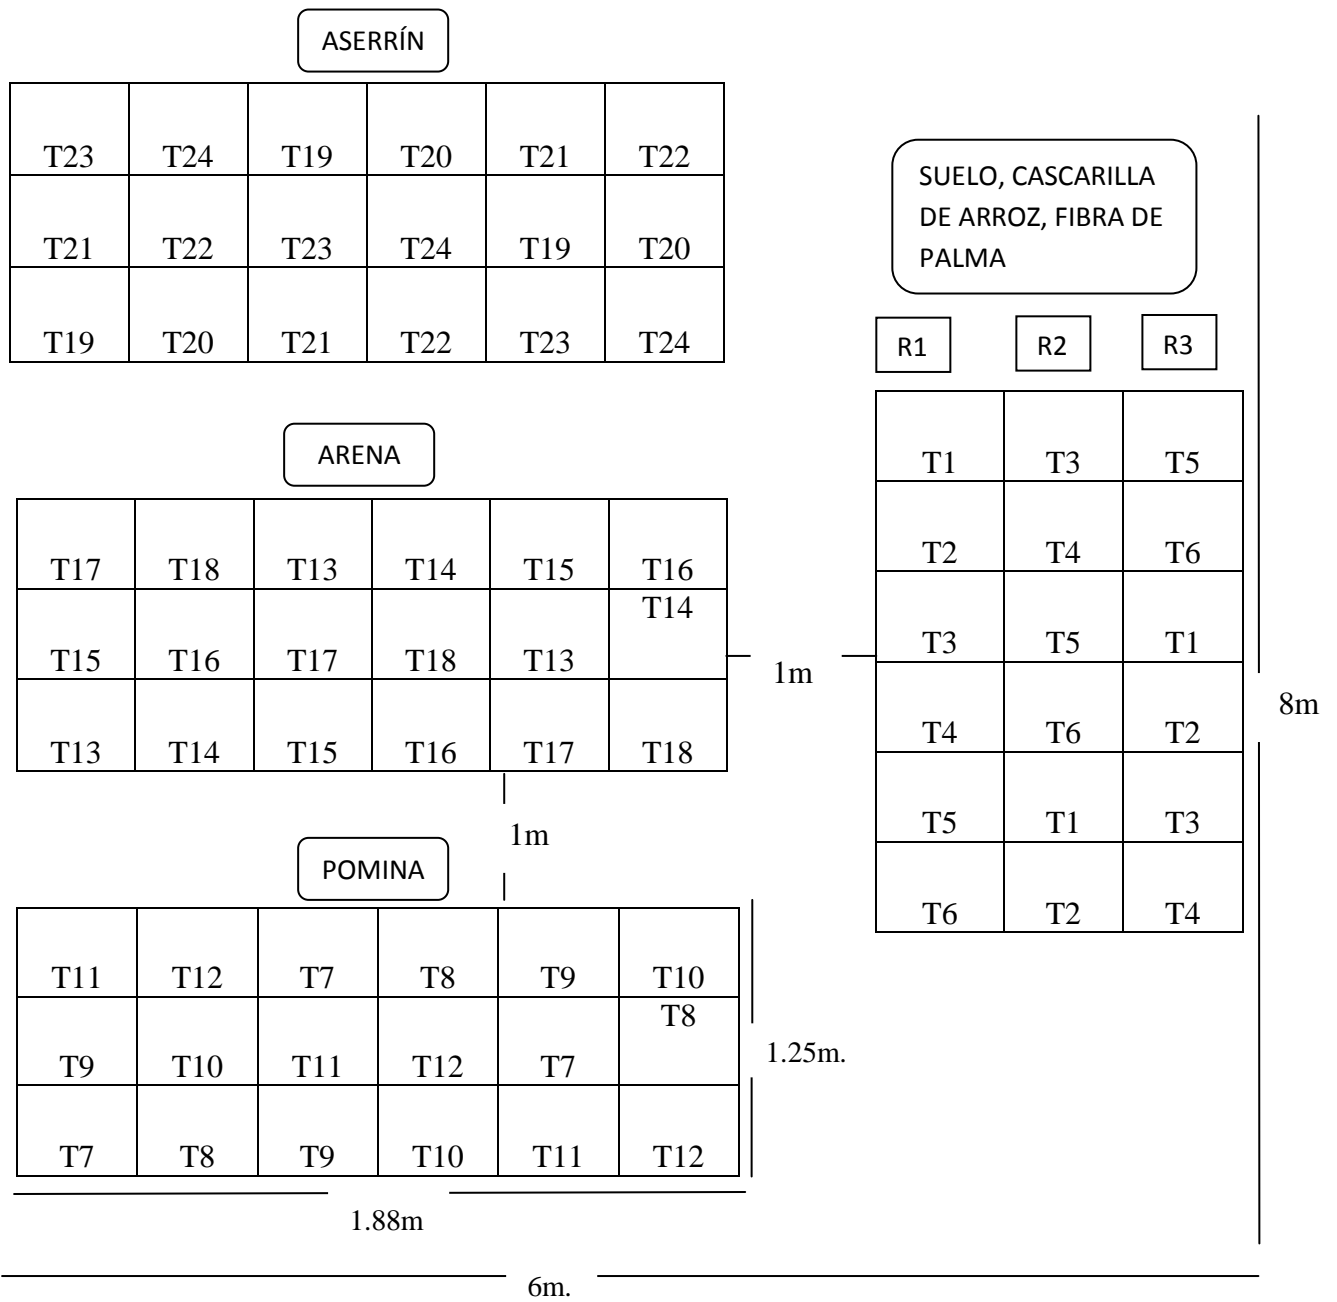 ASERRÍN
T23 T24 T19 T20 T21 T22
T21 T22 T23 T24 T19 T20
T19 T20 T21 T22 T23 T24
ARENA
T17 T18 T13 T14 T15 T16
T15 T16 T17 T18 T13 T14
T13 T14 T15 T16 T17 T18
1m
1m
POMINA
T11 T12 T7 T8 T9 T10
T9 T10 T11 T12 T7 T8
T7 T8 T9 T10 T11 T12
1.25m.
1.88m
SUELO, CASCARILLA
DE ARROZ, FIBRA DE
PALMA
R1 R2 R3
T1 T3 T5
T2 T4 T6
T3 T5 T1
T4 T6 T2
T5 T1 T3
T6 T2 T4
8m
6m.